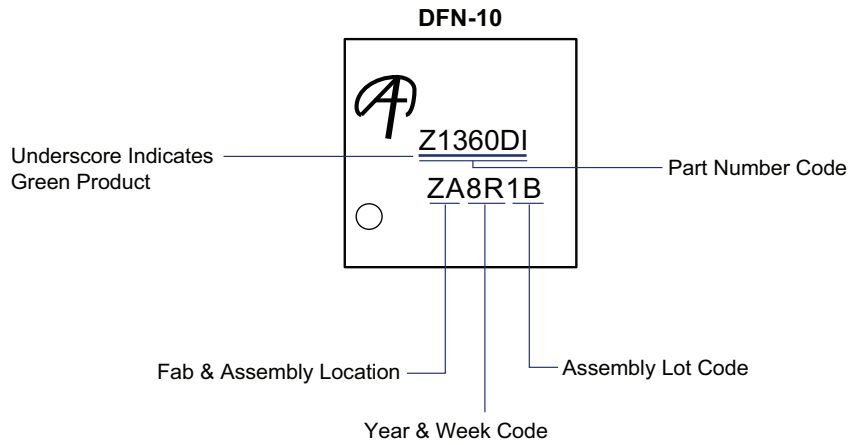 DFN-10
Z1360DI
Underscore Indicates
Green Product
Part Number Code
ZA8R1B
Fab & Assembly Location
Assembly Lot Code
Year & Week Code